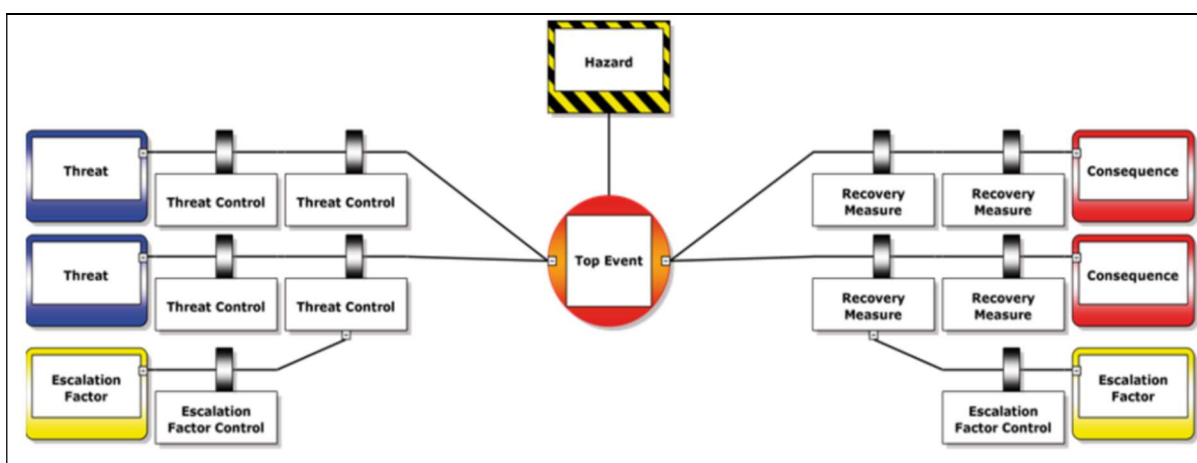 Hazard
Threat
Threat Control
Threat Control
Recovery
Measure
Recovery
Measure
Consequence
Top Event
Threat
Threat Control
Threat Control
Recovery
Measure
Recovery
Measure
Consequence
Escalation
Factor
Escalation
Factor Control
Escalation
Factor Control
Escalation
Factor